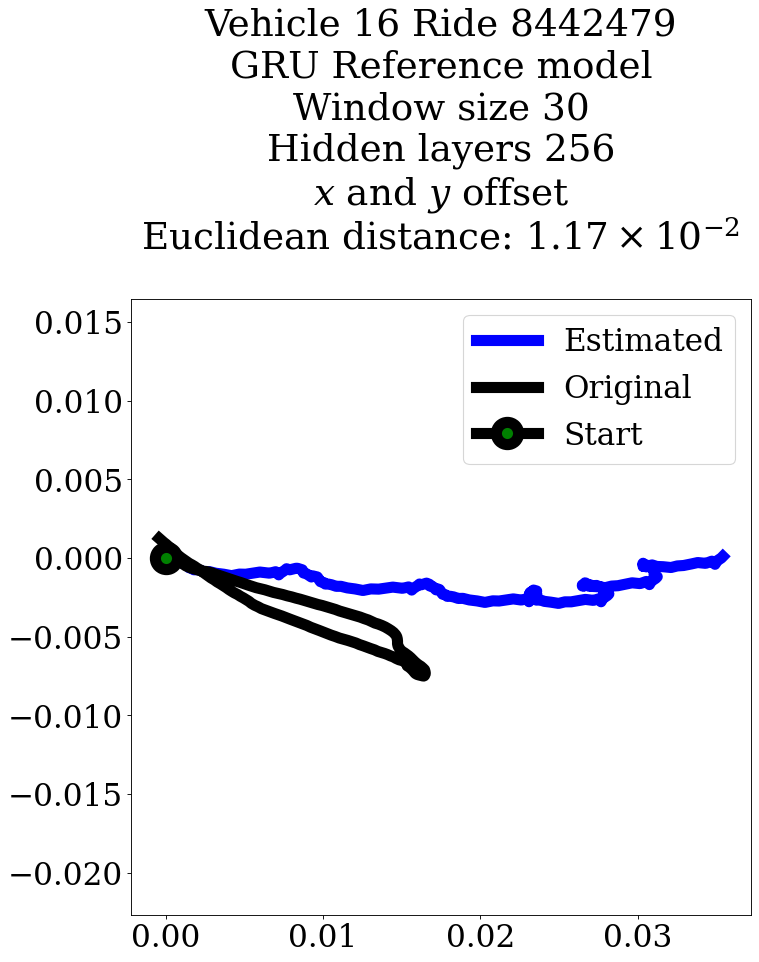 Vehicle 16 Ride 8442479
GRU Reference model
Window size 30
Hidden layers 256
x and y offset
Euclidean distance: 1.17 × 10⁻²
Estimated
Original
Start
0.015
0.010
0.005
0.000
−0.005
−0.010
−0.015
−0.020
0.00 0.01 0.02 0.03